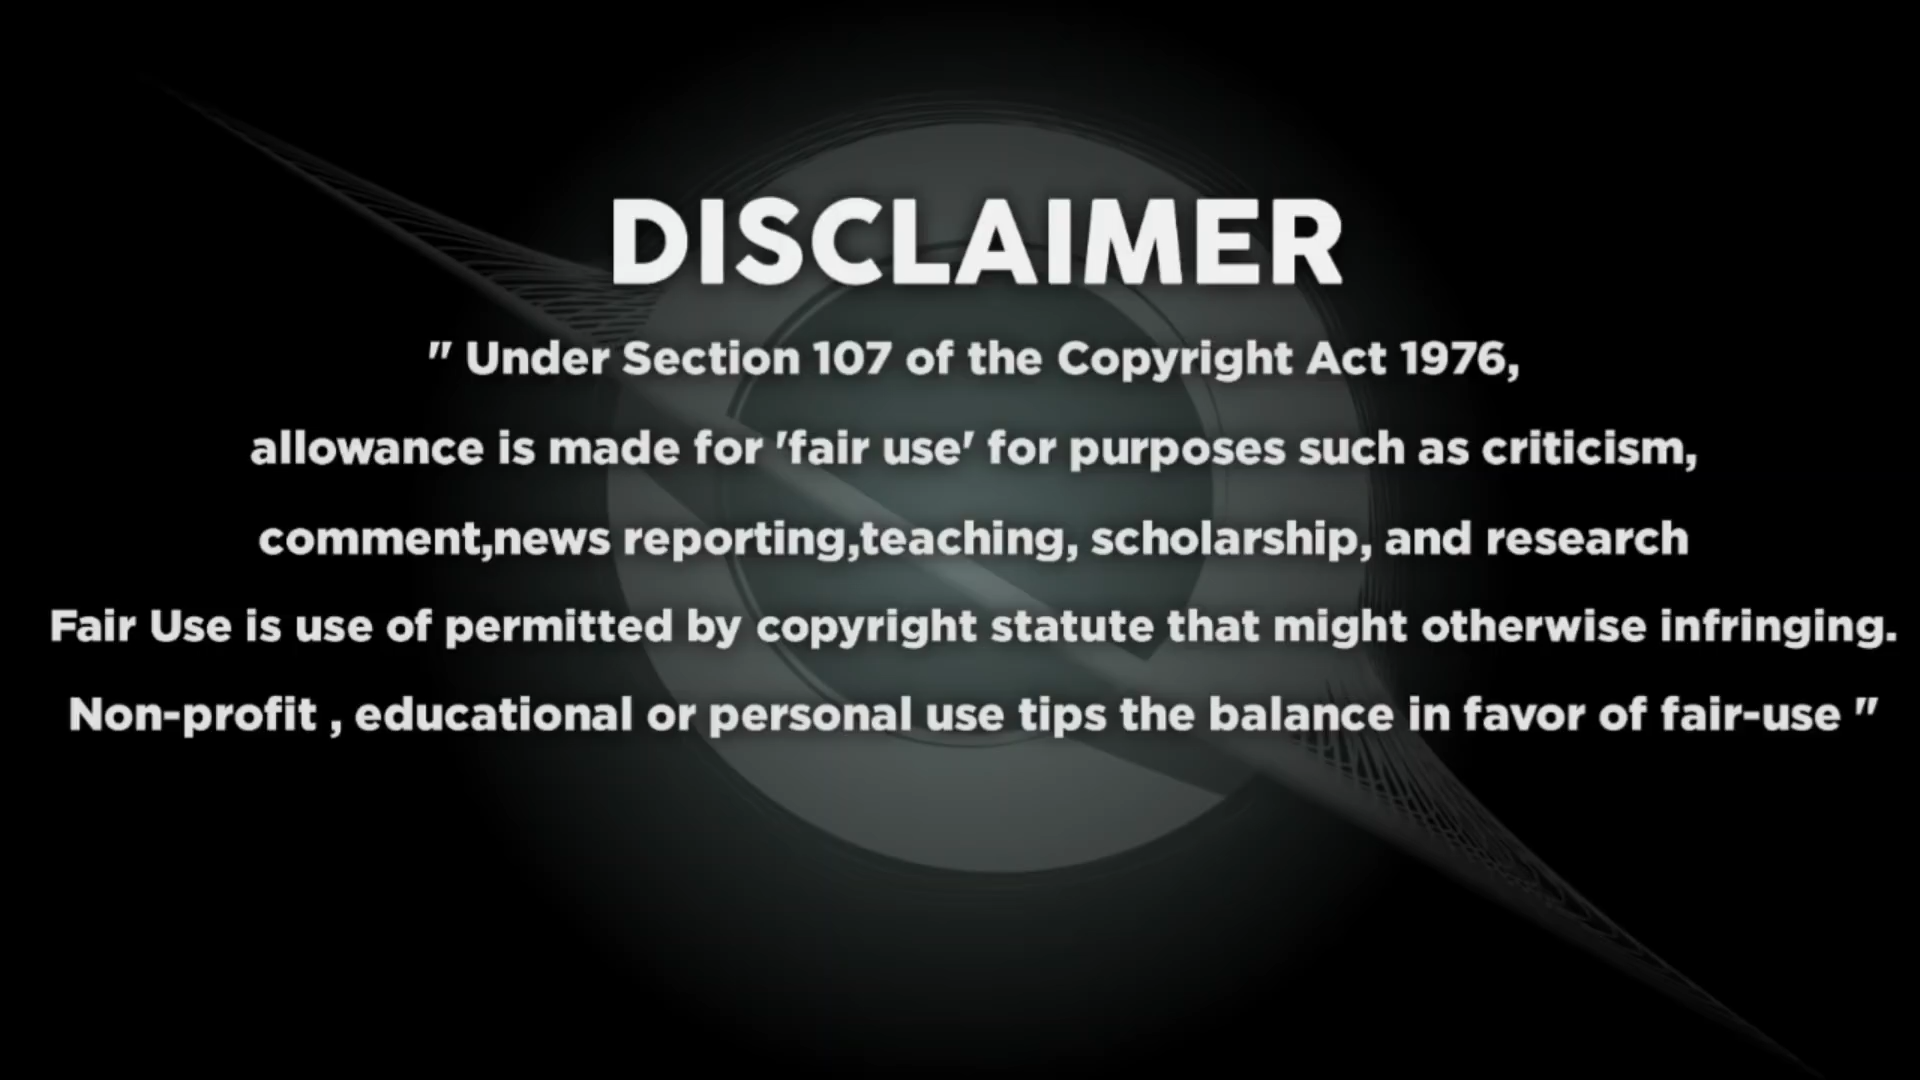 DISCLAIMER
" Under Section 107 of the Copyright Act 1976,
allowance is made for 'fair use' for purposes such as criticism,
comment,news reporting,teaching, scholarship, and research
Fair Use is use of permitted by copyright statute that might otherwise infringing.
Non-profit , educational or personal use tips the balance in favor of fair-use "